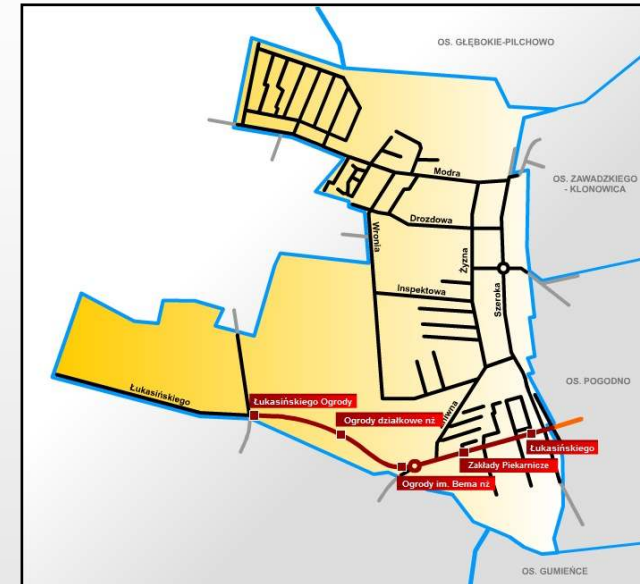 OS. GŁĘBOKIE-PILCHOWO
OS. ZAWADZKIEGO
- KLONOWICA
Modra
Drozdowa
Wronia
Żyzna
Szeroka
Inspektowa
OS. POGODNO
Łukasińskiego
Łukasińskiego Ogrody
Ogrody działkowe nż
Łukasińskiego
Zakłady Piekarnicze
Ogrody im. Bema nż
OS. GUMIEŃCE